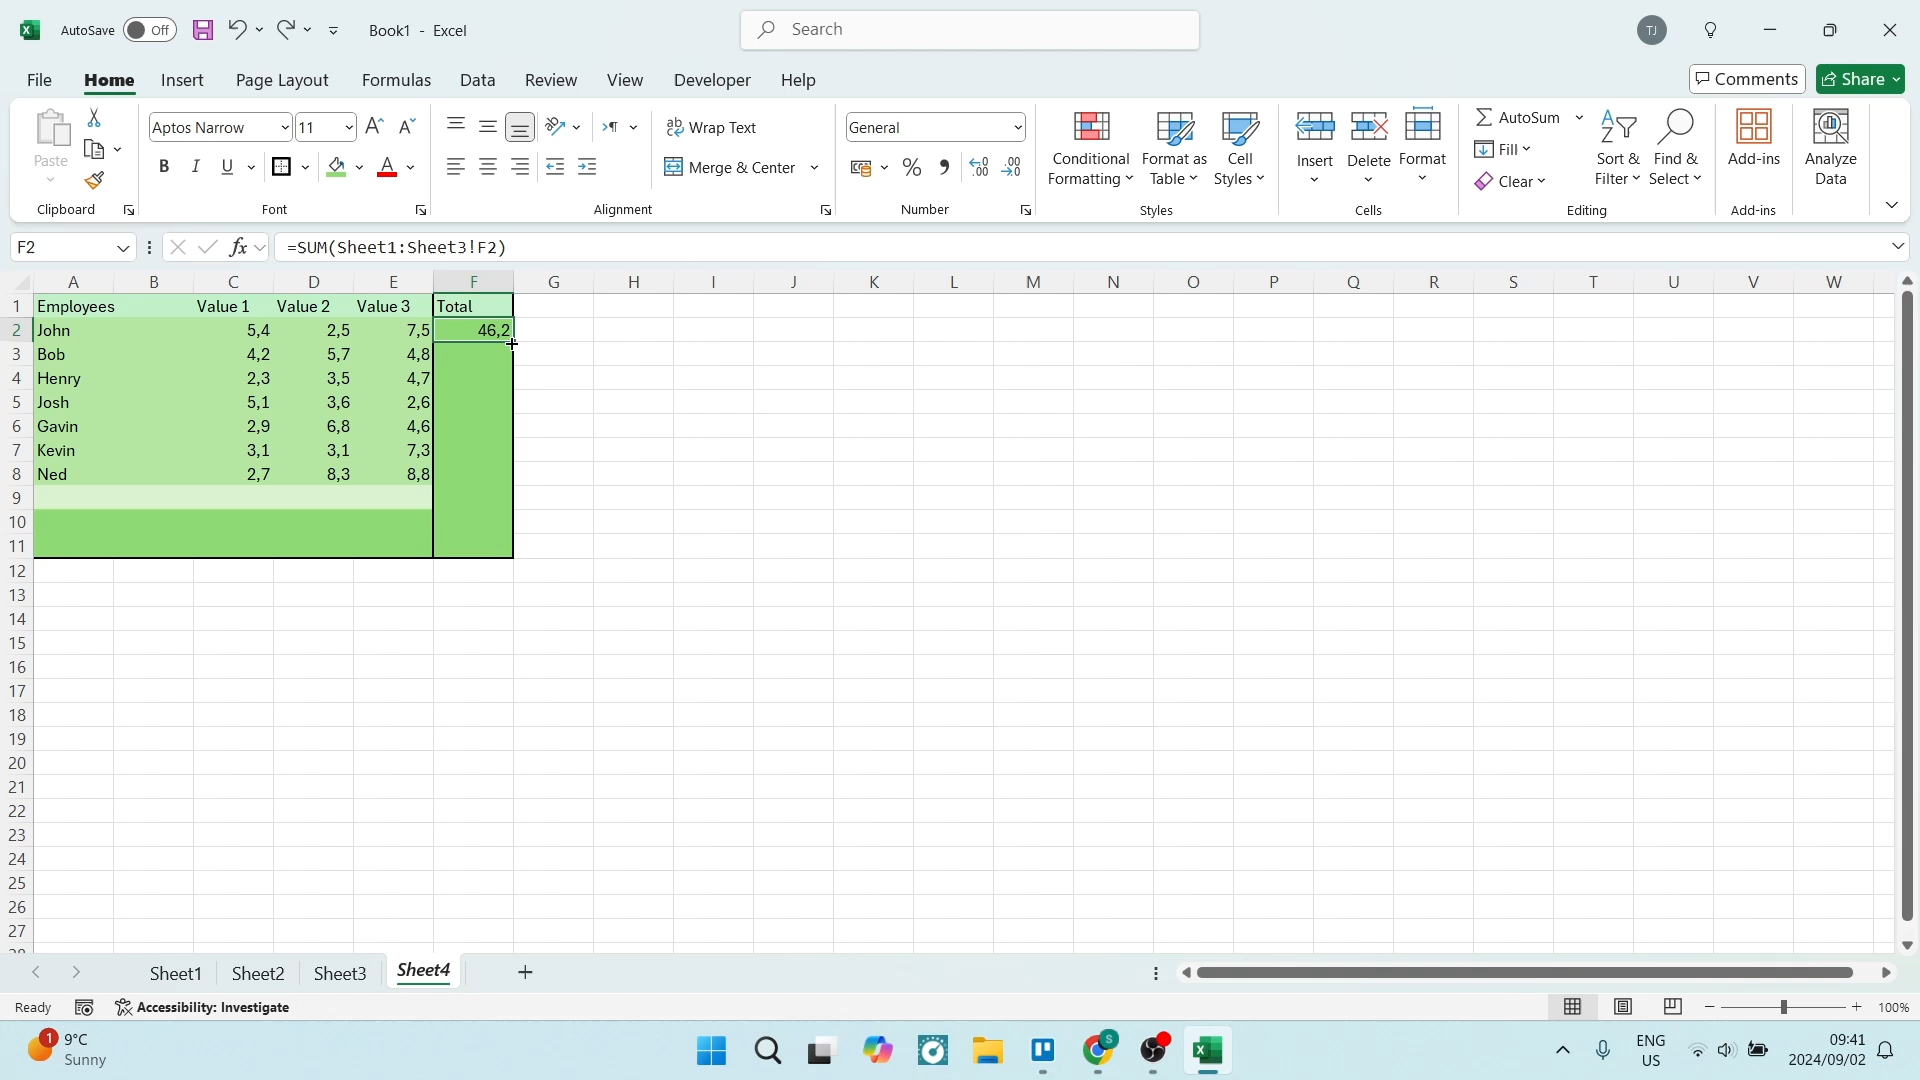 AutoSave Off Book1 - Excel Search TJ
File Home Insert Page Layout Formulas Data Review View Developer Help Comments Share
Paste Aptos Narrow 11 Wrap Text General Conditional Formatting Format as Table Cell Styles Insert Delete Format AutoSum Sort & Filter Find & Select Add-ins Analyze Data
B I U A Merge & Center % Fill
Clear
Clipboard Font Alignment Number Styles Cells Editing Add-ins
F2 fx =SUM(Sheet1:Sheet3!F2)
A B C D E F G H I J K L M N O P Q R S T U V W
1 Employees Value 1 Value 2 Value 3 Total
2 John 5,4 2,5 7,5 46,2
3 Bob 4,2 5,7 4,8
4 Henry 2,3 3,5 4,7
5 Josh 5,1 3,6 2,6
6 Gavin 2,9 6,8 4,6
7 Kevin 3,1 3,1 7,3
8 Ned 2,7 8,3 8,8
9
10
11
12
13
14
15
16
17
18
19
20
21
22
23
24
25
26
27
28
Sheet1 Sheet2 Sheet3 Sheet4
Ready Accessibility: Investigate 100%
1 9°C ENG 09:41
Sunny US 2024/09/02